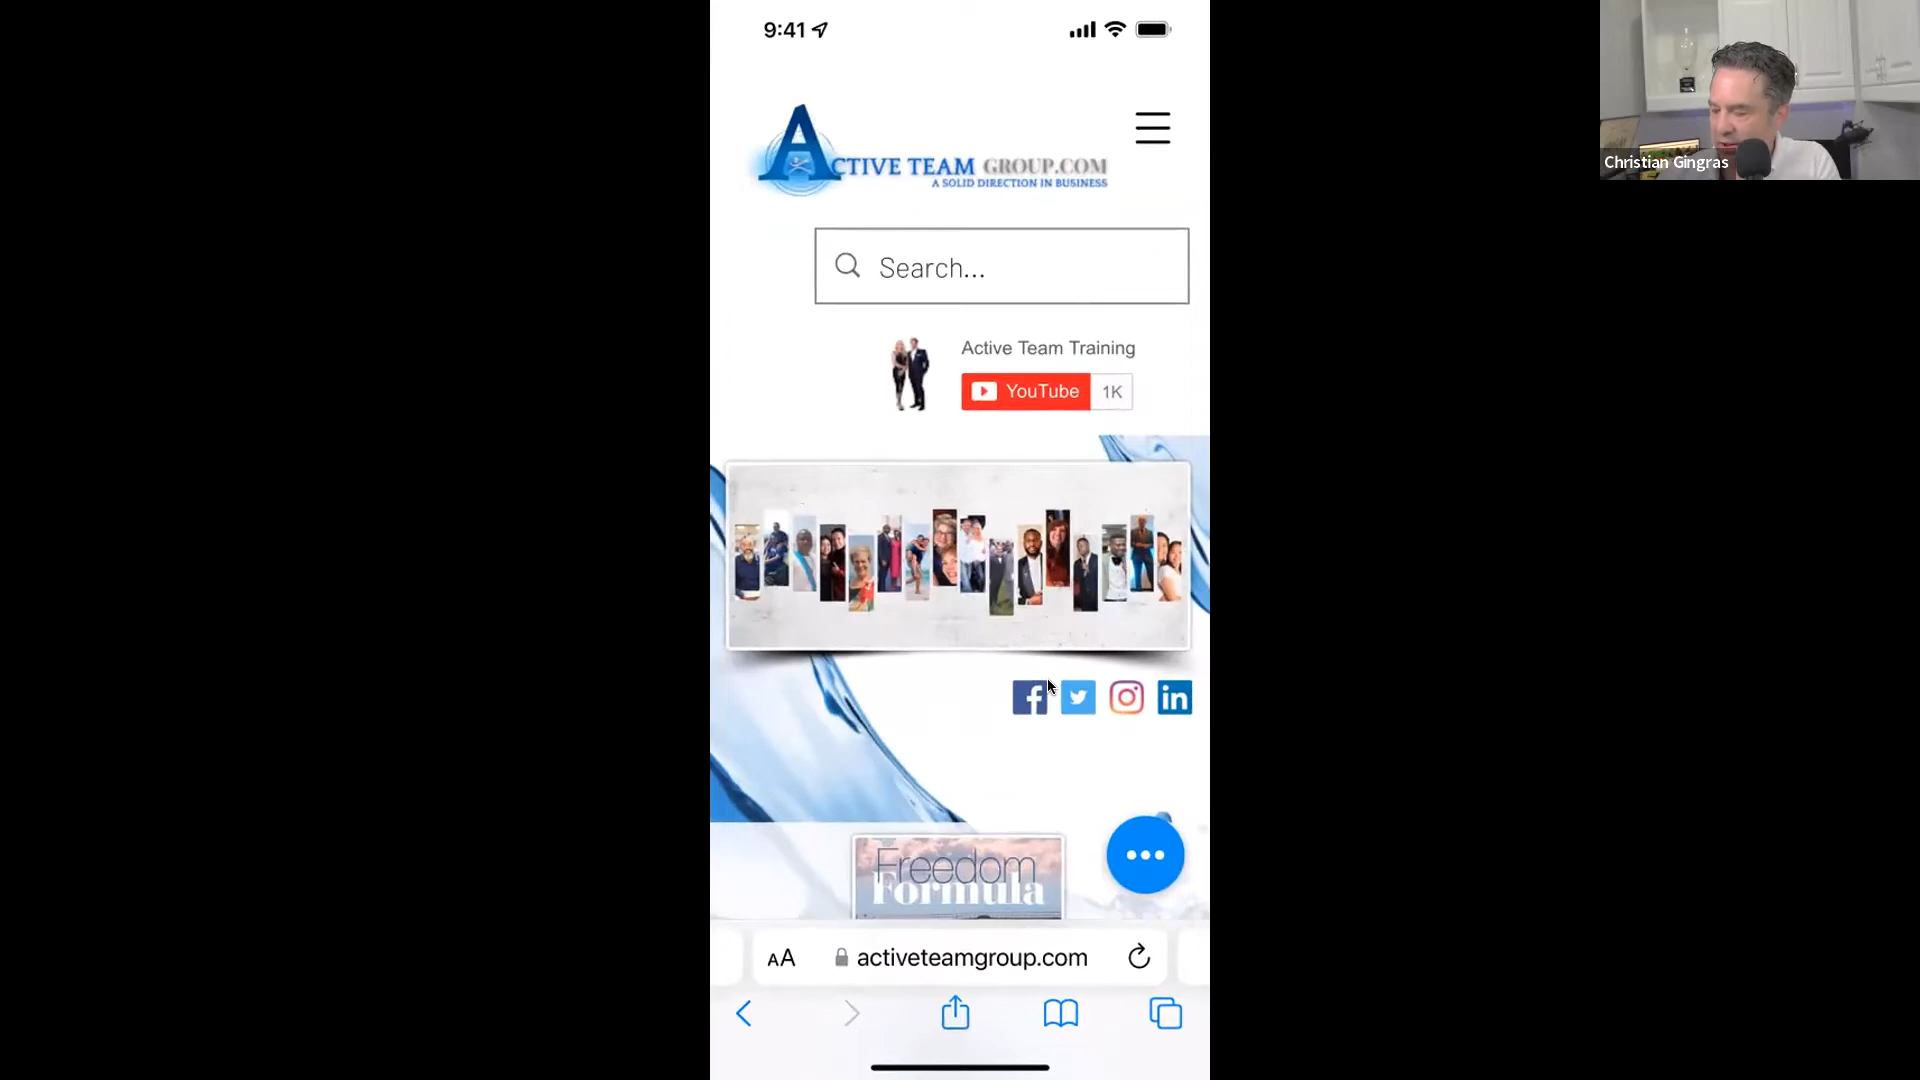 9:41
ACTIVE TEAM GROUP.COM
A SOLID DIRECTION IN BUSINESS
Search...
Active Team Training
YouTube 1K
Freedom
Formula
AA activeteamgroup.com
Christian Gingras